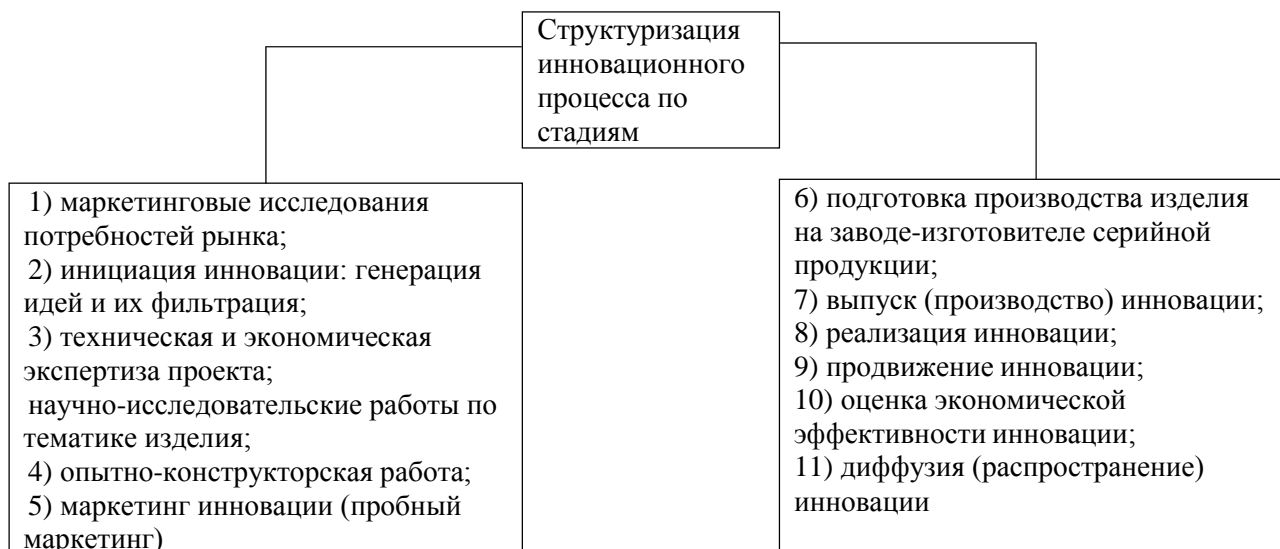 Структуризация
инновационного
процесса по
стадиям
1) маркетинговые исследования
потребностей рынка;
2) инициация инновации: генерация
идей и их фильтрация;
3) техническая и экономическая
экспертиза проекта;
научно-исследовательские работы по
тематике изделия;
4) опытно-конструкторская работа;
5) маркетинг инновации (пробный
маркетинг)
6) подготовка производства изделия
на заводе-изготовителе серийной
продукции;
7) выпуск (производство) инновации;
8) реализация инновации;
9) продвижение инновации;
10) оценка экономической
эффективности инновации;
11) диффузия (распространение)
инновации